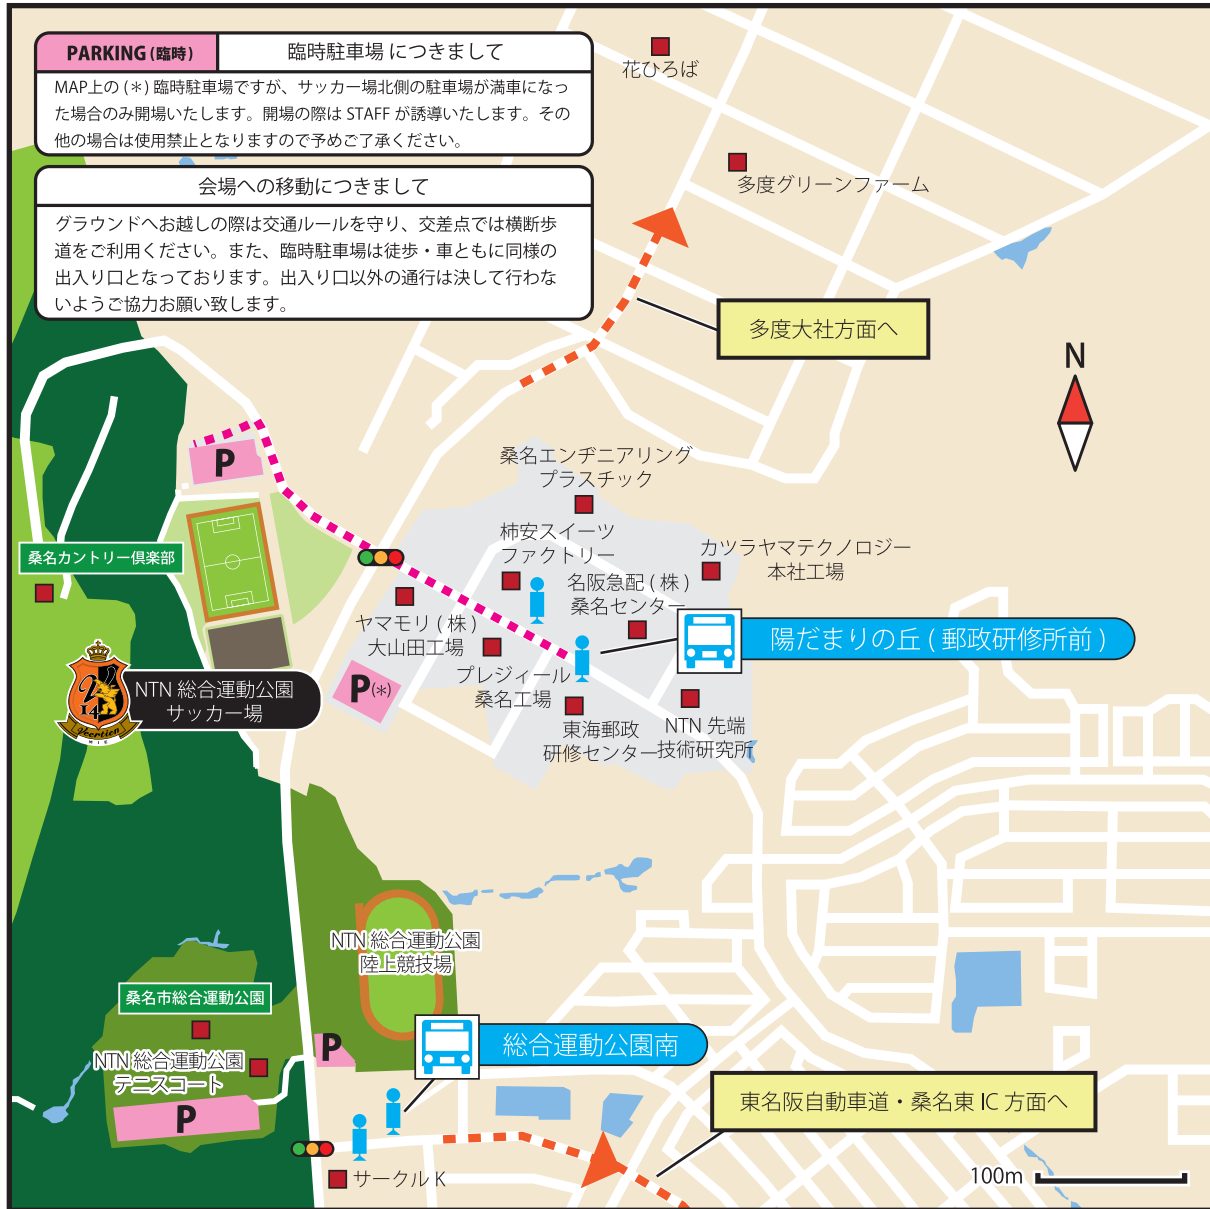 PARKING (臨時)
臨時駐車場 につきまして
MAP上の (＊) 臨時駐車場ですが、サッカー場北側の駐車場が満車になっ
た場合のみ開場いたします。開場の際は STAFF が誘導いたします。その
他の場合は使用禁止となりますので予めご了承ください。
会場への移動につきまして
グラウンドへお越しの際は交通ルールを守り、交差点では横断歩
道をご利用ください。また、臨時駐車場は徒歩・車ともに同様の
出入り口となっております。出入り口以外の通行は決して行わな
いようご協力お願い致します。
花ひろば
多度グリーンファーム
多度大社方面へ
N
桑名エンヂニアリング
プラスチック
P
柿安スイーツ
ファクトリー
カツラヤマテクノロジー
本社工場
桑名カントリー倶楽部
名阪急配 ( 株 )
桑名センター
ヤマモリ ( 株 )
大山田工場
陽だまりの丘 ( 郵政研修所前 )
プレジィール
桑名工場
P(＊)
NTN 総合運動公園
サッカー場
V
14
Veertien
MIE
東海郵政
研修センター
NTN 先端
技術研究所
NTN 総合運動公園
陸上競技場
桑名市総合運動公園
P
総合運動公園南
NTN 総合運動公園
テニスコート
P
東名阪自動車道・桑名東 IC 方面へ
サークル K
100m